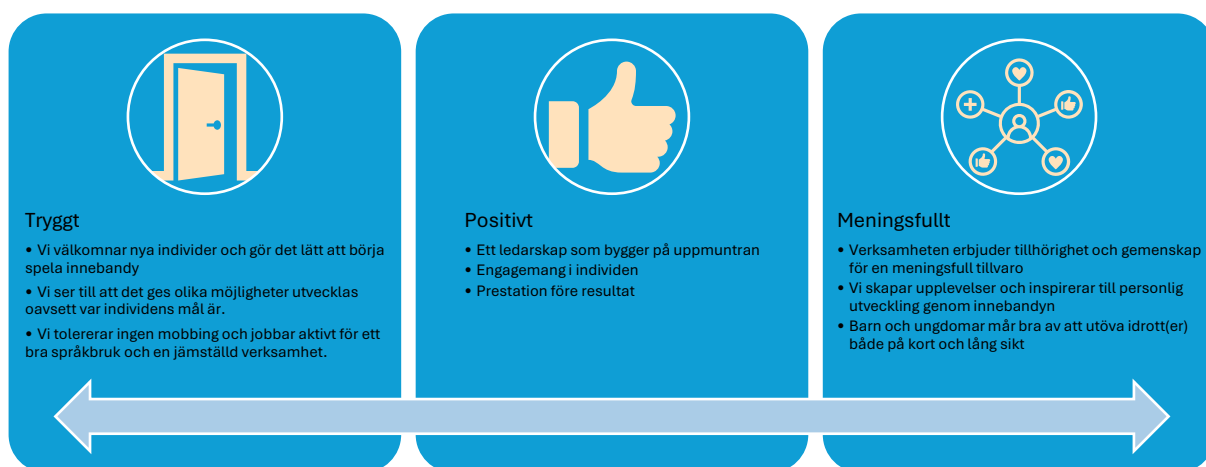 Tryggt
• Vi välkomnar nya individer och gör det lätt att börja
spela innebandy
• Vi ser till att det ges olika möjligheter utvecklas
oavsett var individens mål är.
• Vi tolererar ingen mobbing och jobbar aktivt för ett
bra språkbruk och en jämställd verksamhet.
Positivt
• Ett ledarskap som bygger på uppmuntran
• Engagemang i individen
• Prestation före resultat
Meningsfullt
• Verksamheten erbjuder tillhörighet och gemenskap
för en meningsfull tillvaro
• Vi skapar upplevelser och inspirerar till personlig
utveckling genom innebandyn
• Barn och ungdomar mår bra av att utöva idrott(er)
både på kort och lång sikt